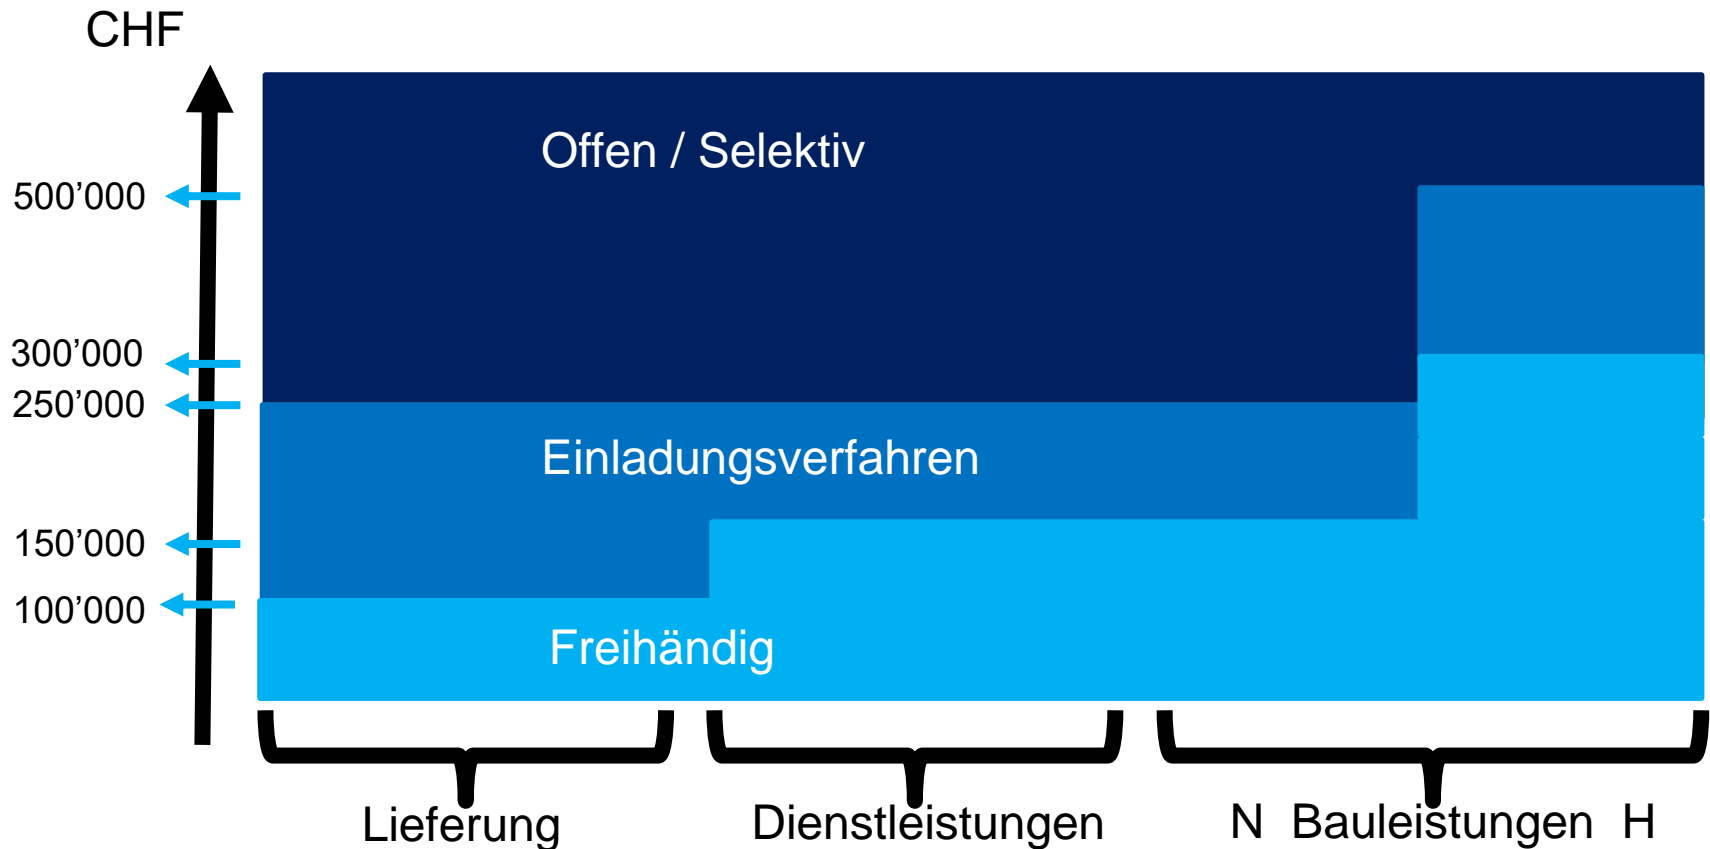 CHF
Offen / Selektiv
500’000
300’000
250’000
Einladungsverfahren
150’000
100’000
Freihändig
Lieferung
Dienstleistungen
N Bauleistungen H